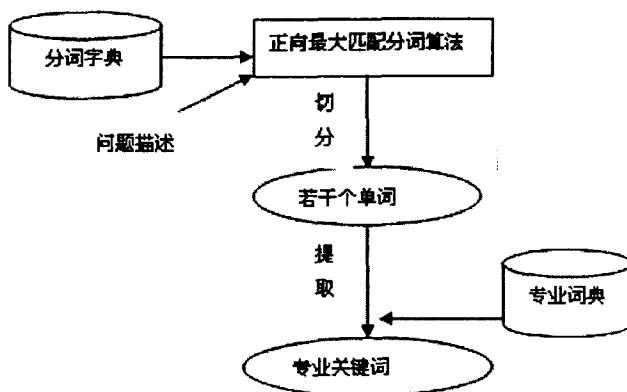 正向最大匹配分词算法
分词字典
切
分
问题描述
若干个单词
提
取
专业词典
专业关键词